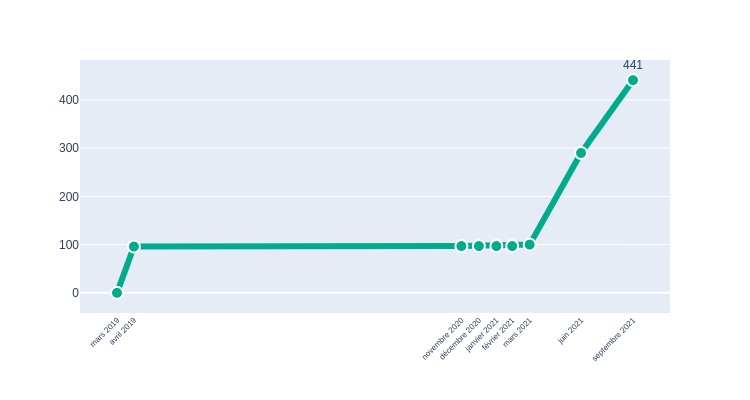 441
400
300
200
100
0
mars 2019
avril 2019
novembre 2020
décembre 2020
janvier 2021
février 2021
mars 2021
juin 2021
septembre 2021